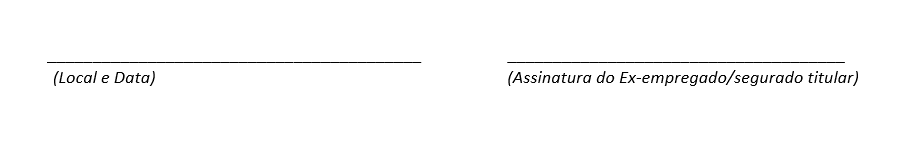 (Local e Data) (Assinatura do Ex-empregado/segurado titular)